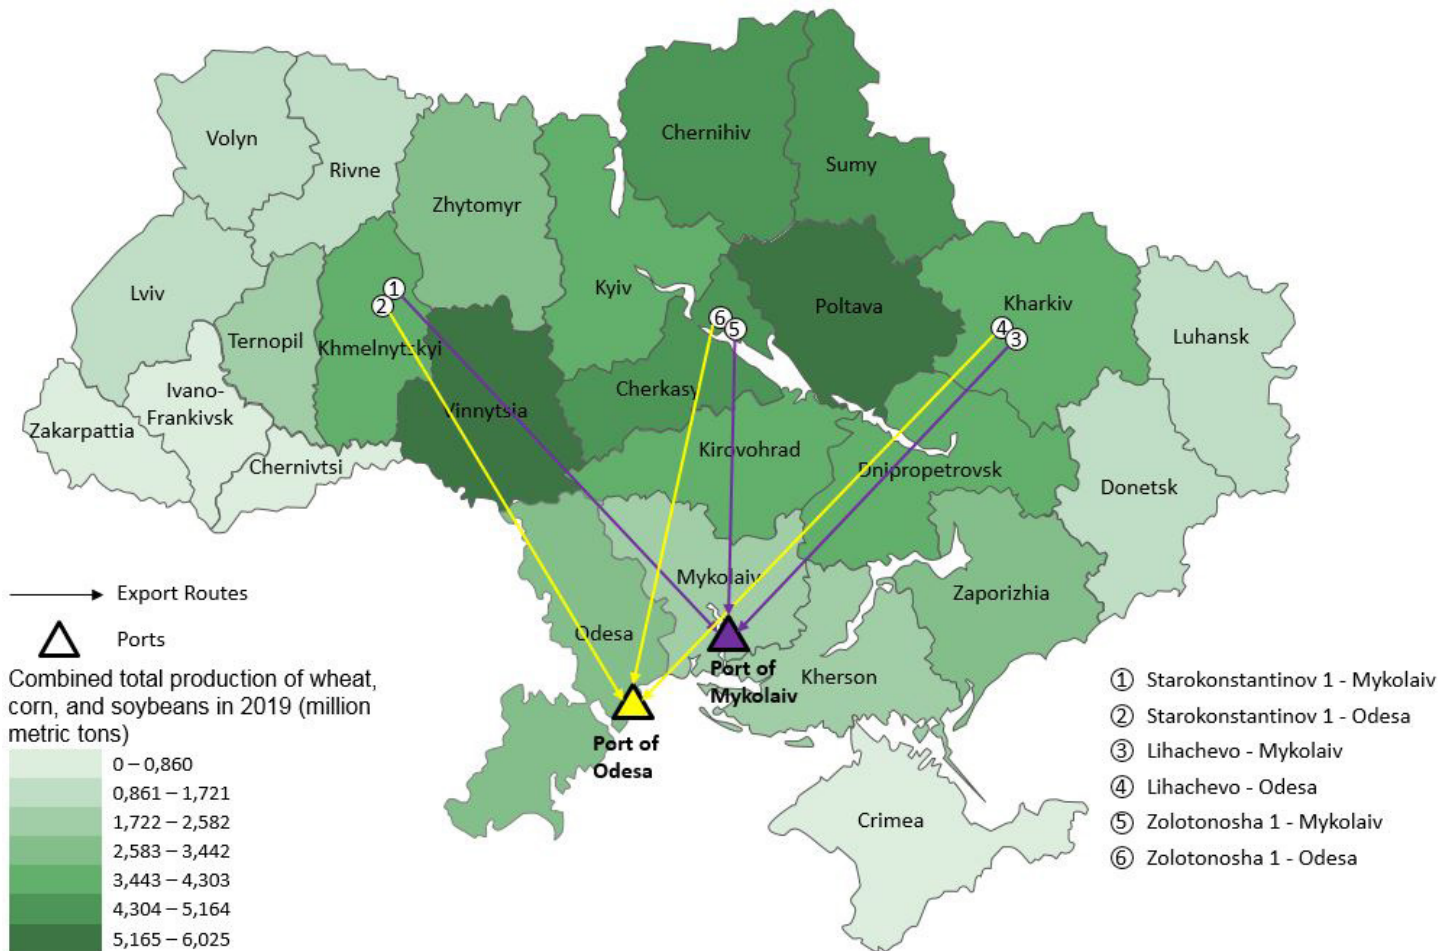 Volyn
Rivne
Zhytomyr
Chernihiv
Sumy
Lviv
Ternopil
Khmelnytskyi
Kyiv
Poltava
Kharkiv
Luhansk
1
2
6
5
4
3
Zakarpattia
Ivano-
Frankivsk
Chernivtsi
Vinnytsia
Cherkasy
Kirovohrad
Dnipropetrovsk
Donetsk
Mykolaiv
Zaporizhia
Odesa
Kherson
Crimea
Port of
Mykolaiv
Port of
Odesa
Export Routes
Ports
Combined total production of wheat,
corn, and soybeans in 2019 (million
metric tons)
0 – 0,860
0,861 – 1,721
1,722 – 2,582
2,583 – 3,442
3,443 – 4,303
4,304 – 5,164
5,165 – 6,025
1 Starokonstantinov 1 - Mykolaiv
2 Starokonstantinov 1 - Odesa
3 Lihachevo - Mykolaiv
4 Lihachevo - Odesa
5 Zolotonosha 1 - Mykolaiv
6 Zolotonosha 1 - Odesa